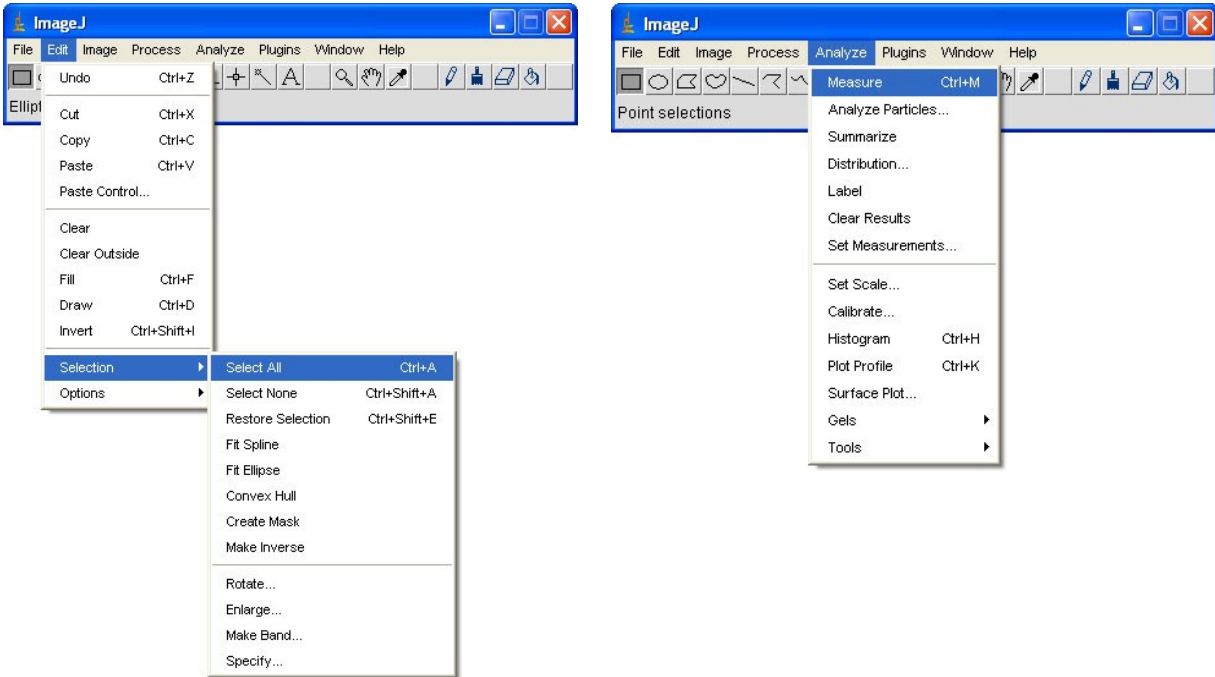 ImageJ
File Edit Image Process Analyze Plugins Window Help
A
Undo Ctrl+Z
Cut Ctrl+X
Copy Ctrl+C
Paste Ctrl+V
Paste Control...
Clear
Clear Outside
Fill Ctrl+F
Draw Ctrl+D
Invert Ctrl+Shift+I
Selection
Options
Select All Ctrl+A
Select None Ctrl+Shift+A
Restore Selection Ctrl+Shift+E
Fit Spline
Fit Ellipse
Convex Hull
Create Mask
Make Inverse
Rotate...
Enlarge...
Make Band...
Specify...
ImageJ
File Edit Image Process Analyze Plugins Window Help
Point selections
Measure Ctrl+M
Analyze Particles...
Summarize
Distribution...
Label
Clear Results
Set Measurements...
Set Scale...
Calibrate...
Histogram Ctrl+H
Plot Profile Ctrl+K
Surface Plot...
Gels
Tools